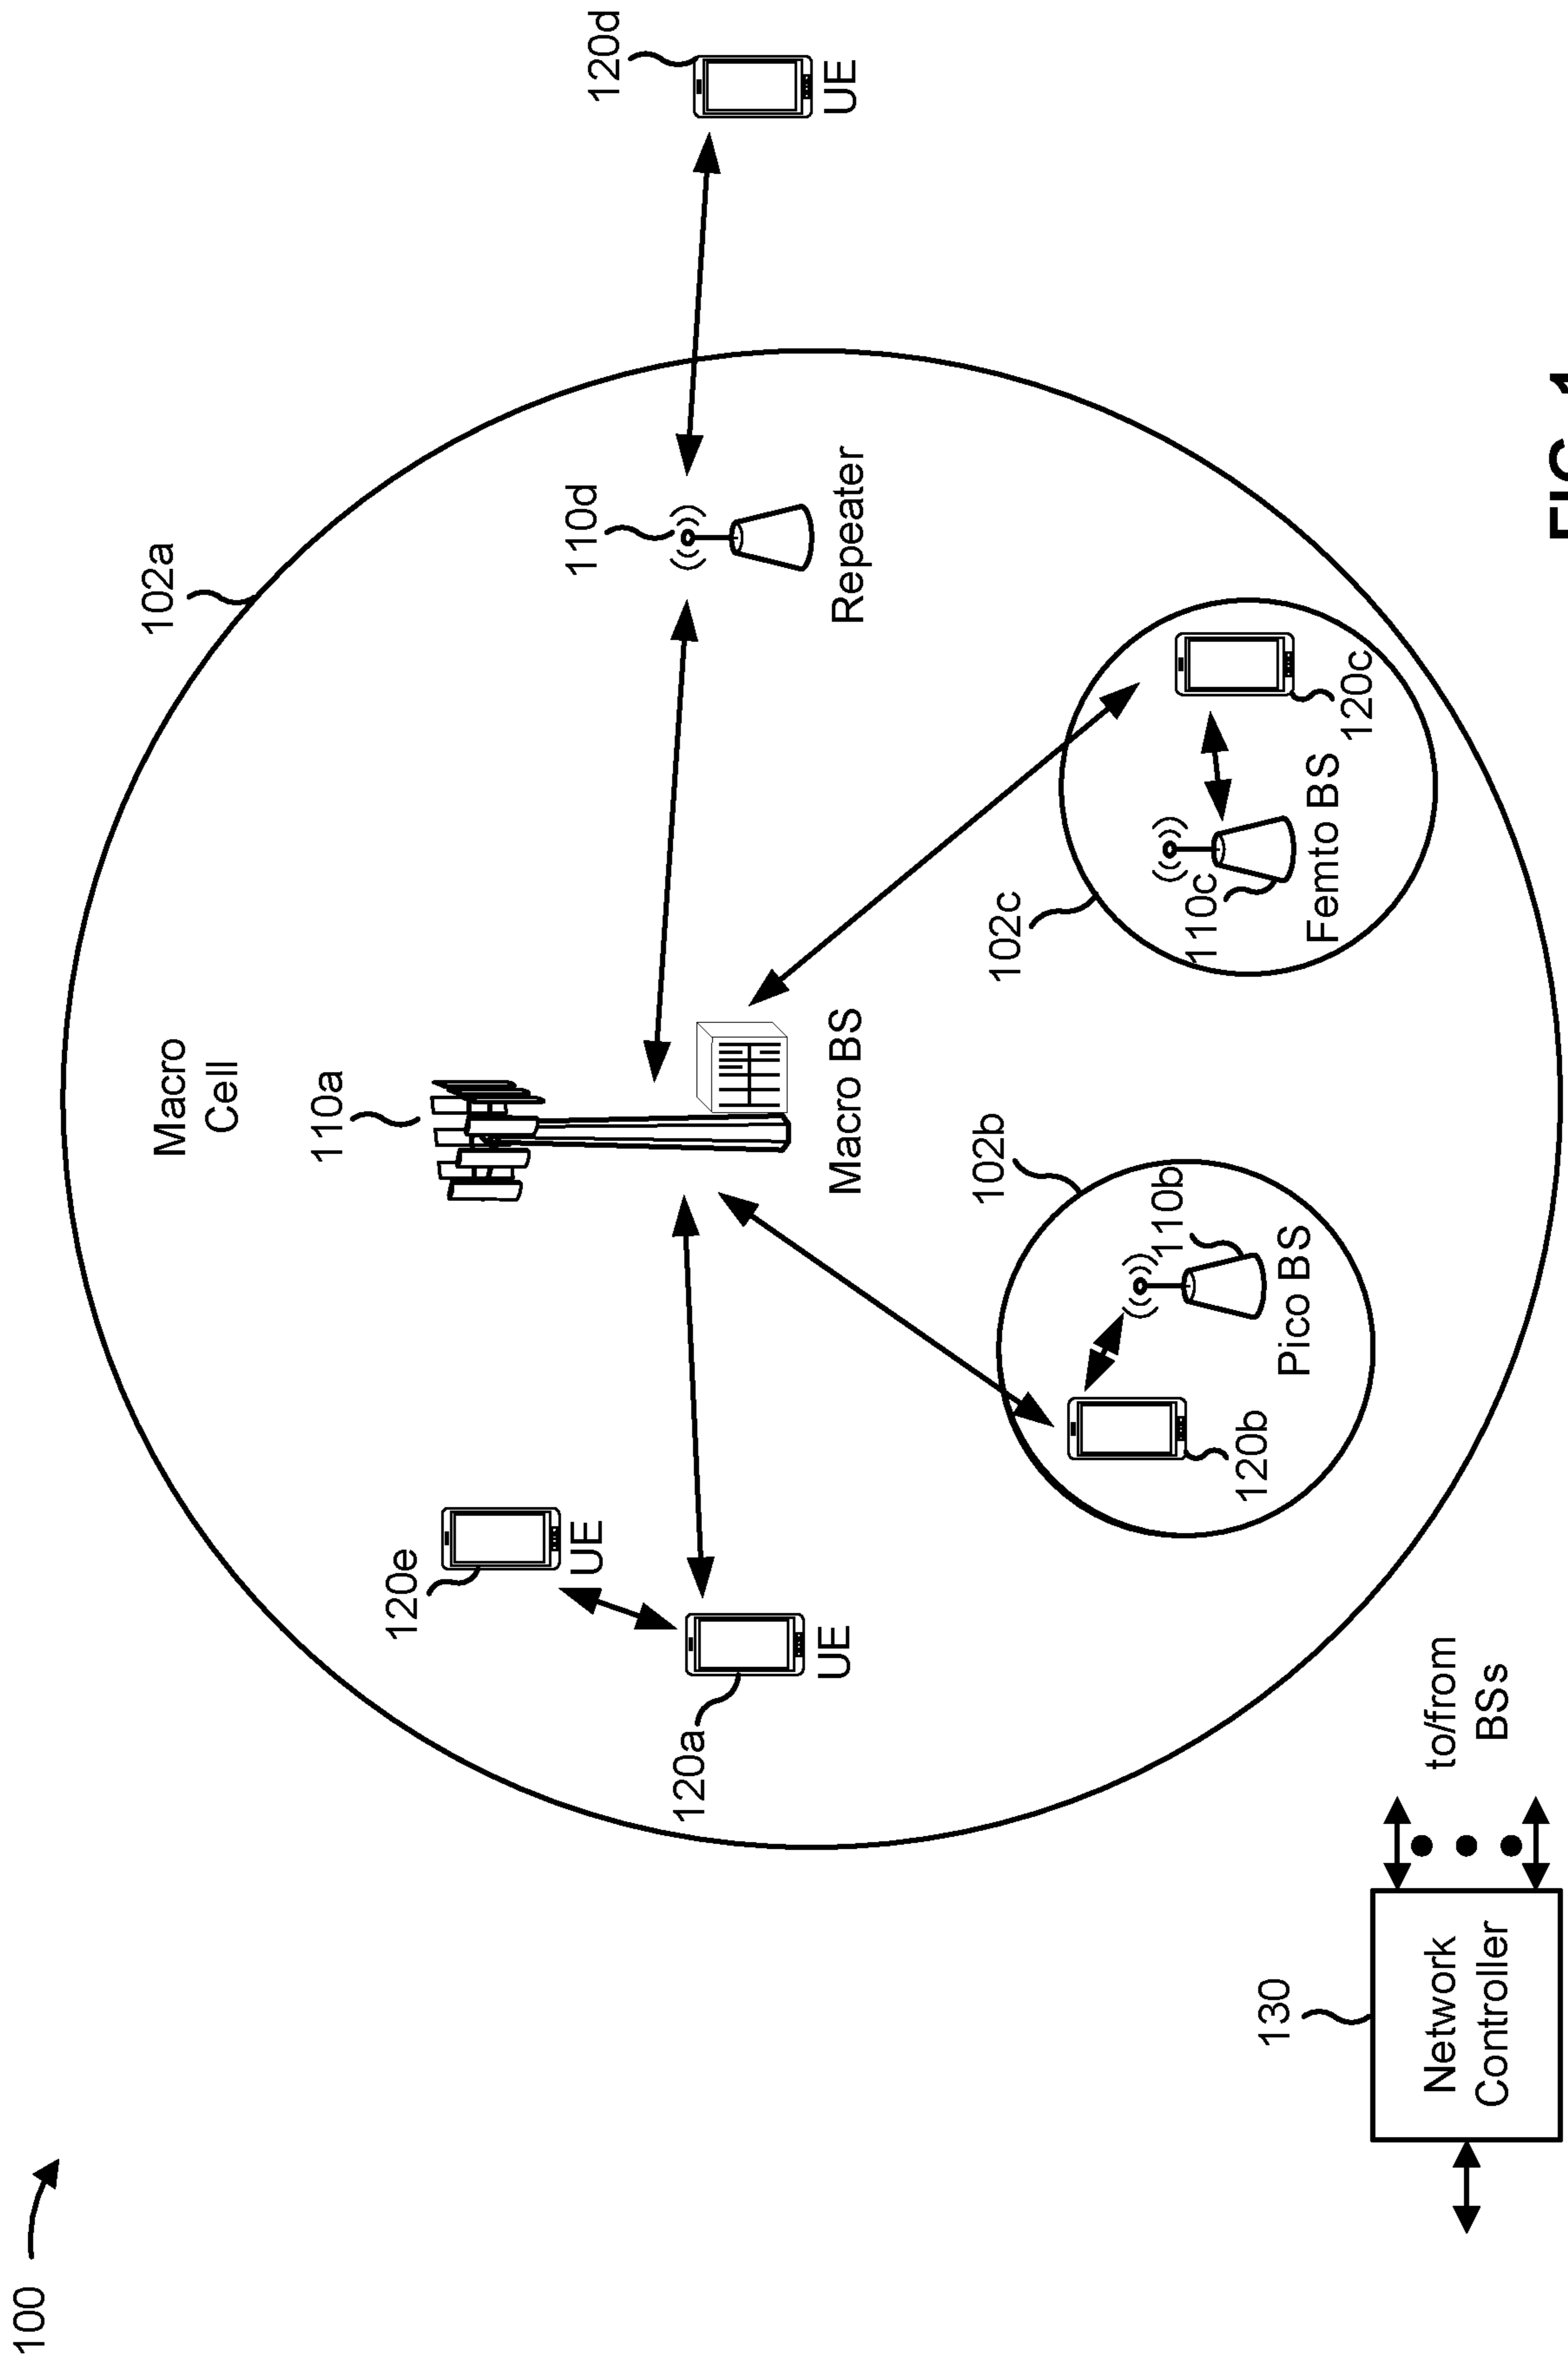 100
102a
Macro
Cell
110a
120d
UE
110d
Repeater
120e
UE
120a
UE
Macro BS
102c
110c
Femto BS
120c
102b
110b
Pico BS
120b
130
Network
Controller
to/from
BSs
FIG. 1